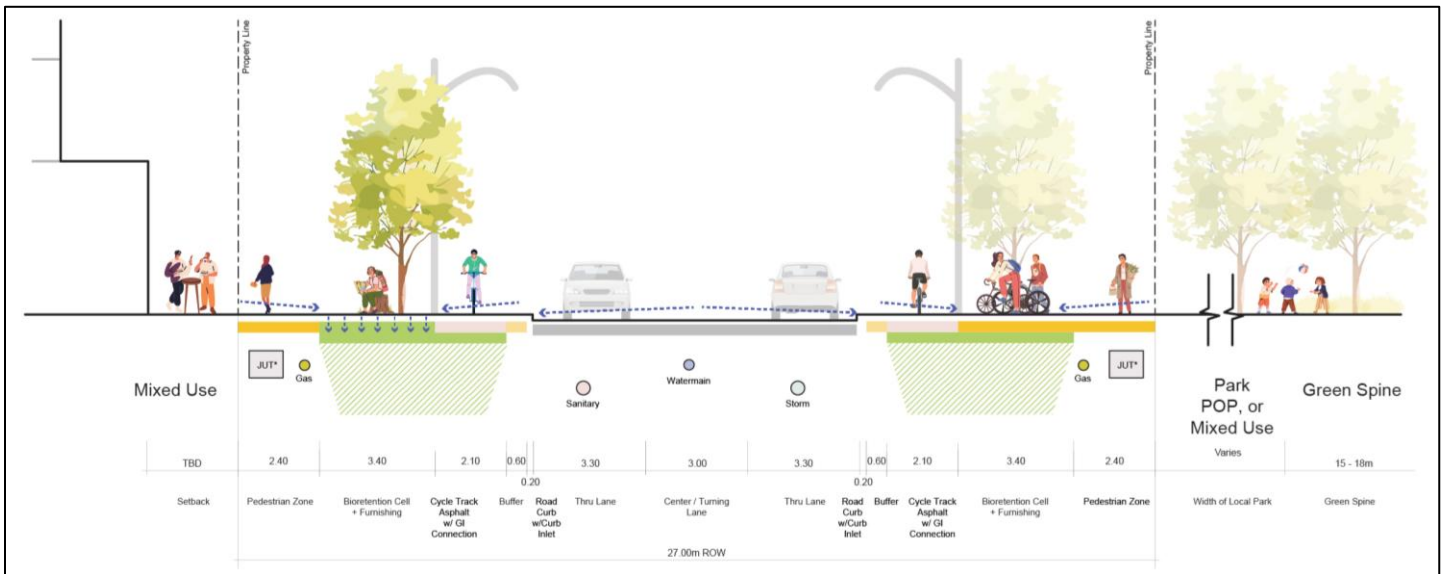 Property Line
Property Line
JUT*
Gas
Sanitary
Watermain
Storm
Gas
JUT*
Mixed Use
Park
POP, or
Mixed Use
Green Spine
Varies
TBD
2.40
3.40
2.10
0.60
0.20
3.30
3.00
3.30
0.20
0.60
2.10
3.40
2.40
15 - 18m
Setback
Pedestrian Zone
Bioretention Cell
+ Furnishing
Cycle Track
Asphalt
w/ GI
Connection
Buffer
Road
Curb
w/Curb
Inlet
Thru Lane
Center / Turning
Lane
Thru Lane
Road
Curb
w/Curb
Inlet
Buffer
Cycle Track
Asphalt
w/ GI
Connection
Bioretention Cell
+ Furnishing
Pedestrian Zone
Width of Local Park
Green Spine
27.00m ROW